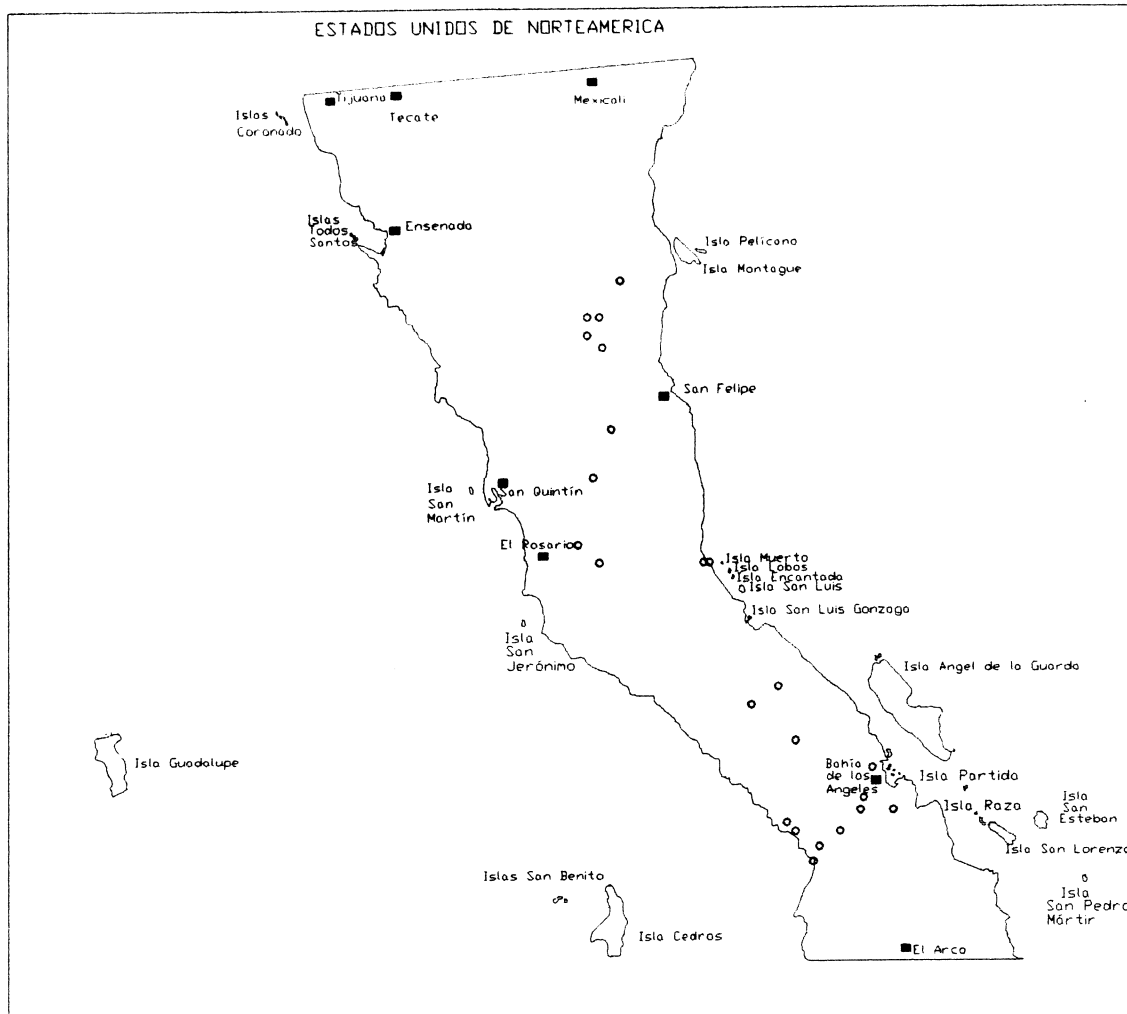 ESTADOS UNIDOS DE NORTEAMERICA
Tijuana
Tecate
Mexicali
Islas
Coronado
Islas
Todos
Santos
Ensenada
Isla Pelicano
Isla Montague
San Felipe
Isla
San
Martín
San Quintín
El Rosario
Isla Muerto
Isla Lobos
Isla Encantada
Isla San Luis
Isla San Luis Gonzaga
Isla
San
Jerónimo
Isla Angel de la Guarda
Isla Guadalupe
Bahía
de los
Angeles
Isla Partida
Isla Raza
Isla
San
Esteban
Isla San Lorenzo
Islas San Benito
Isla
San Pedro
Mártir
Isla Cedros
El Arco